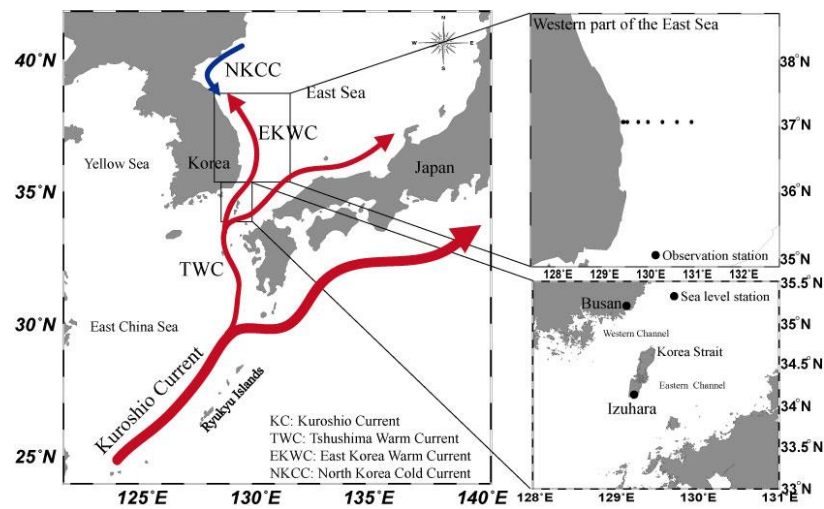 40°N
35°N
30°N
25°N
125°E
130°E
135°E
140°E
N
W
E
S
NKCC
East Sea
EKWC
Yellow Sea
Korea
Japan
TWC
East China Sea
Kuroshio Current
Ryukyu Islands
KC: Kuroshio Current
TWC: Tshushima Warm Current
EKWC: East Korea Warm Current
NKCC: North Korea Cold Current
Western part of the East Sea
38°N
37°N
36°N
35°N
Observation station
128°E
129°E
130°E
131°E
132°E
35.5°N
35°N
34.5°N
34°N
33.5°N
33°N
Busan
Sea level station
Western Channel
Korea Strait
Eastern Channel
Izuhara
128°E
129°E
130°E
131°E